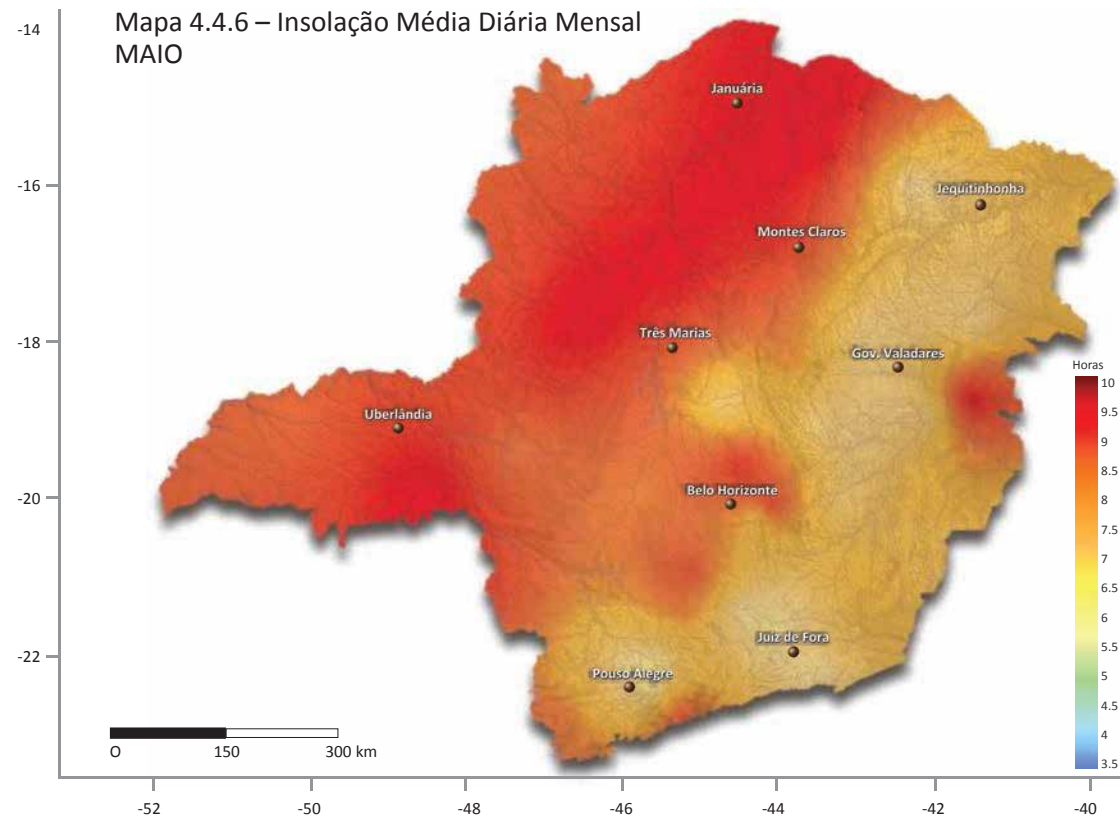 Mapa 4.4.6 – Insolação Média Diária Mensal
MAIO
-14
-16
-18
-20
-22
Januária
Jequitinhonha
Montes Claros
Três Marias
Gov. Valadares
Uberlândia
Belo Horizonte
Juiz de Fora
Pouso Alegre
Horas
10
9.5
9
8.5
8
7.5
7
6.5
6
5.5
5
4.5
4
3.5
O 150 300 km
-52 -50 -48 -46 -44 -42 -40